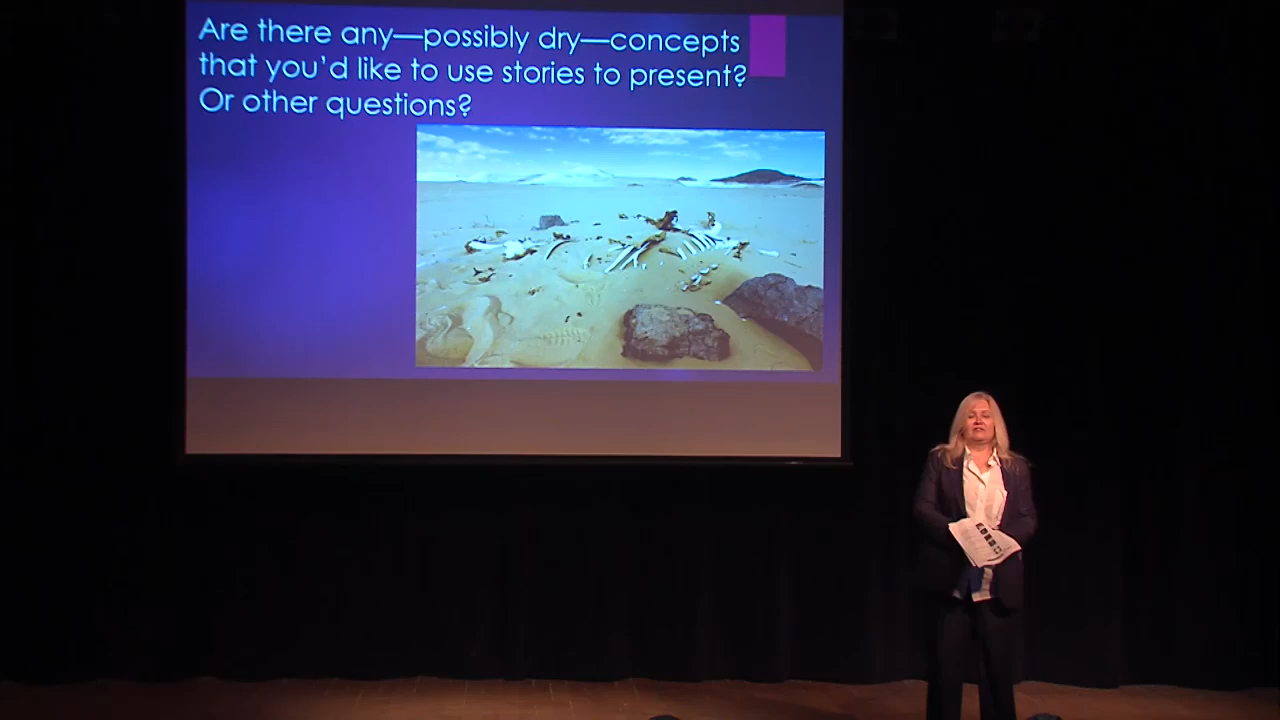 Are there any—possibly dry—concepts
that you'd like to use stories to present?
Or other questions?